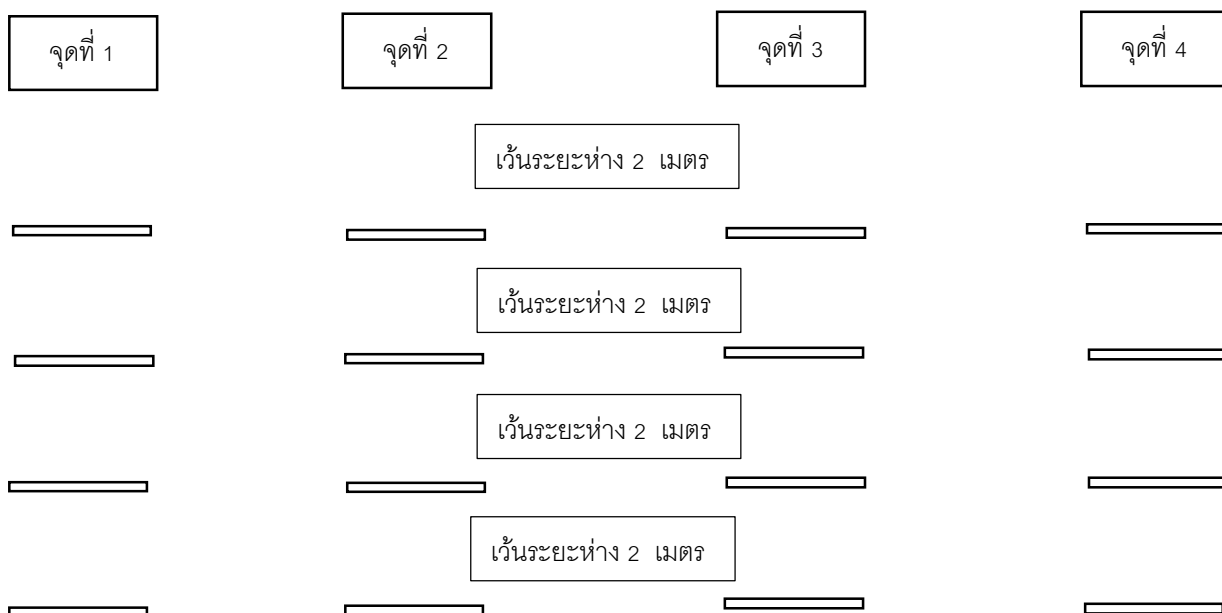 จุดที่ 1
จุดที่ 2
จุดที่ 3
จุดที่ 4
เว้นระยะห่าง 2 เมตร
เว้นระยะห่าง 2 เมตร
เว้นระยะห่าง 2 เมตร
เว้นระยะห่าง 2 เมตร